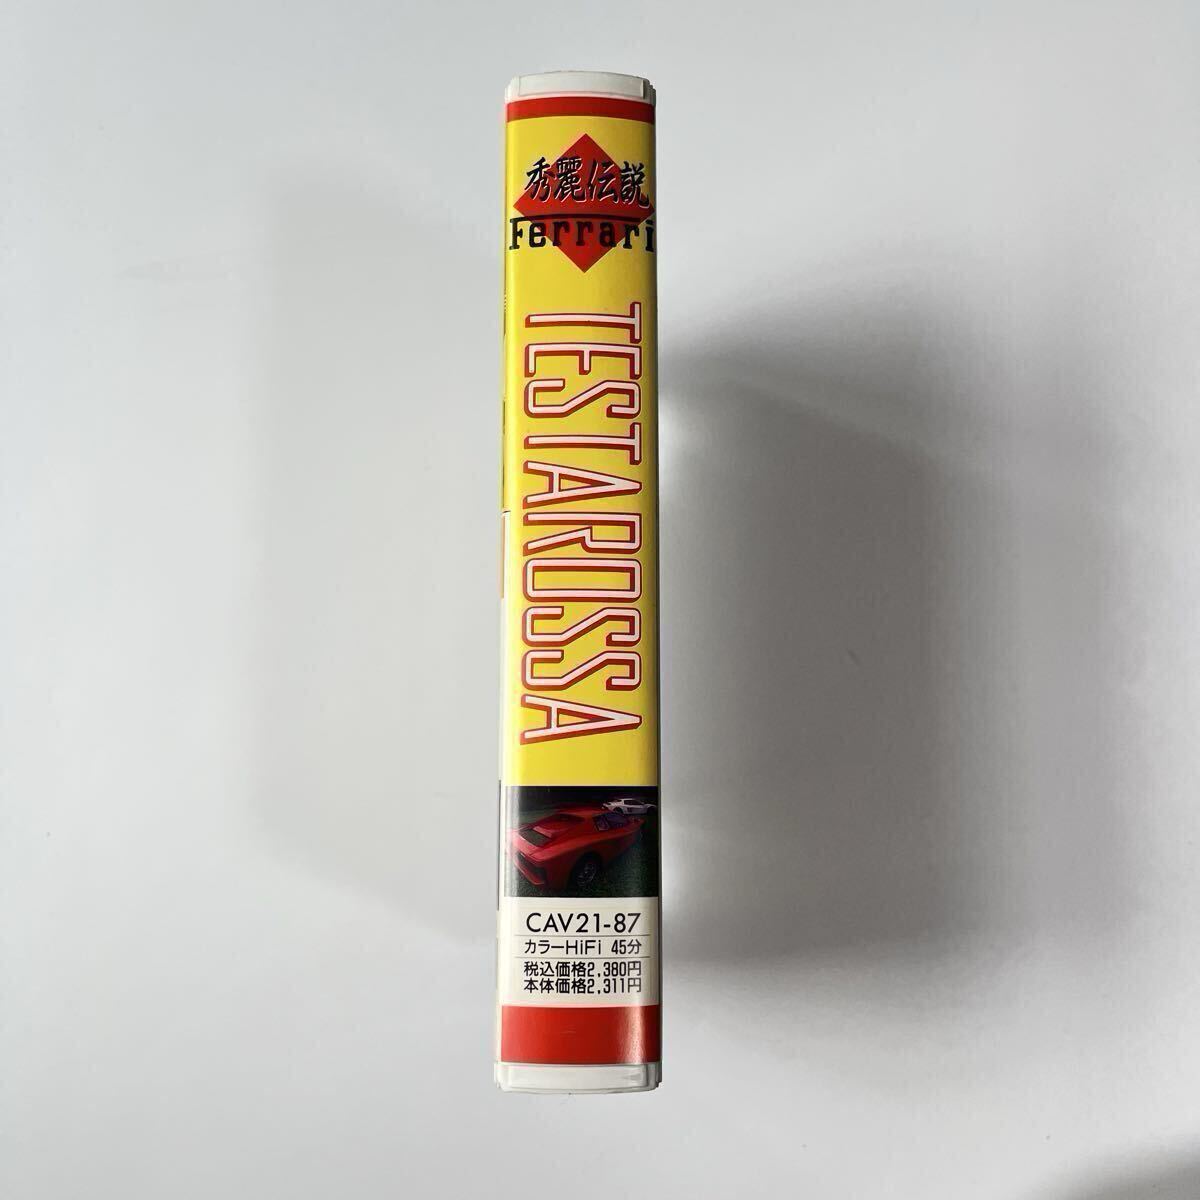 秀麗伝説
Ferrari
TESTAROSSA
CAV21-87
カラーHiFi 45分
税込価格2,380円
本体価格2,311円